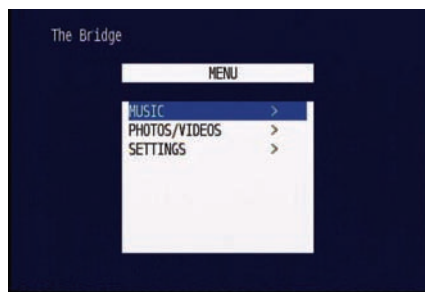 The Bridge
MENU
MUSIC >
PHOTOS/VIDEOS >
SETTINGS >